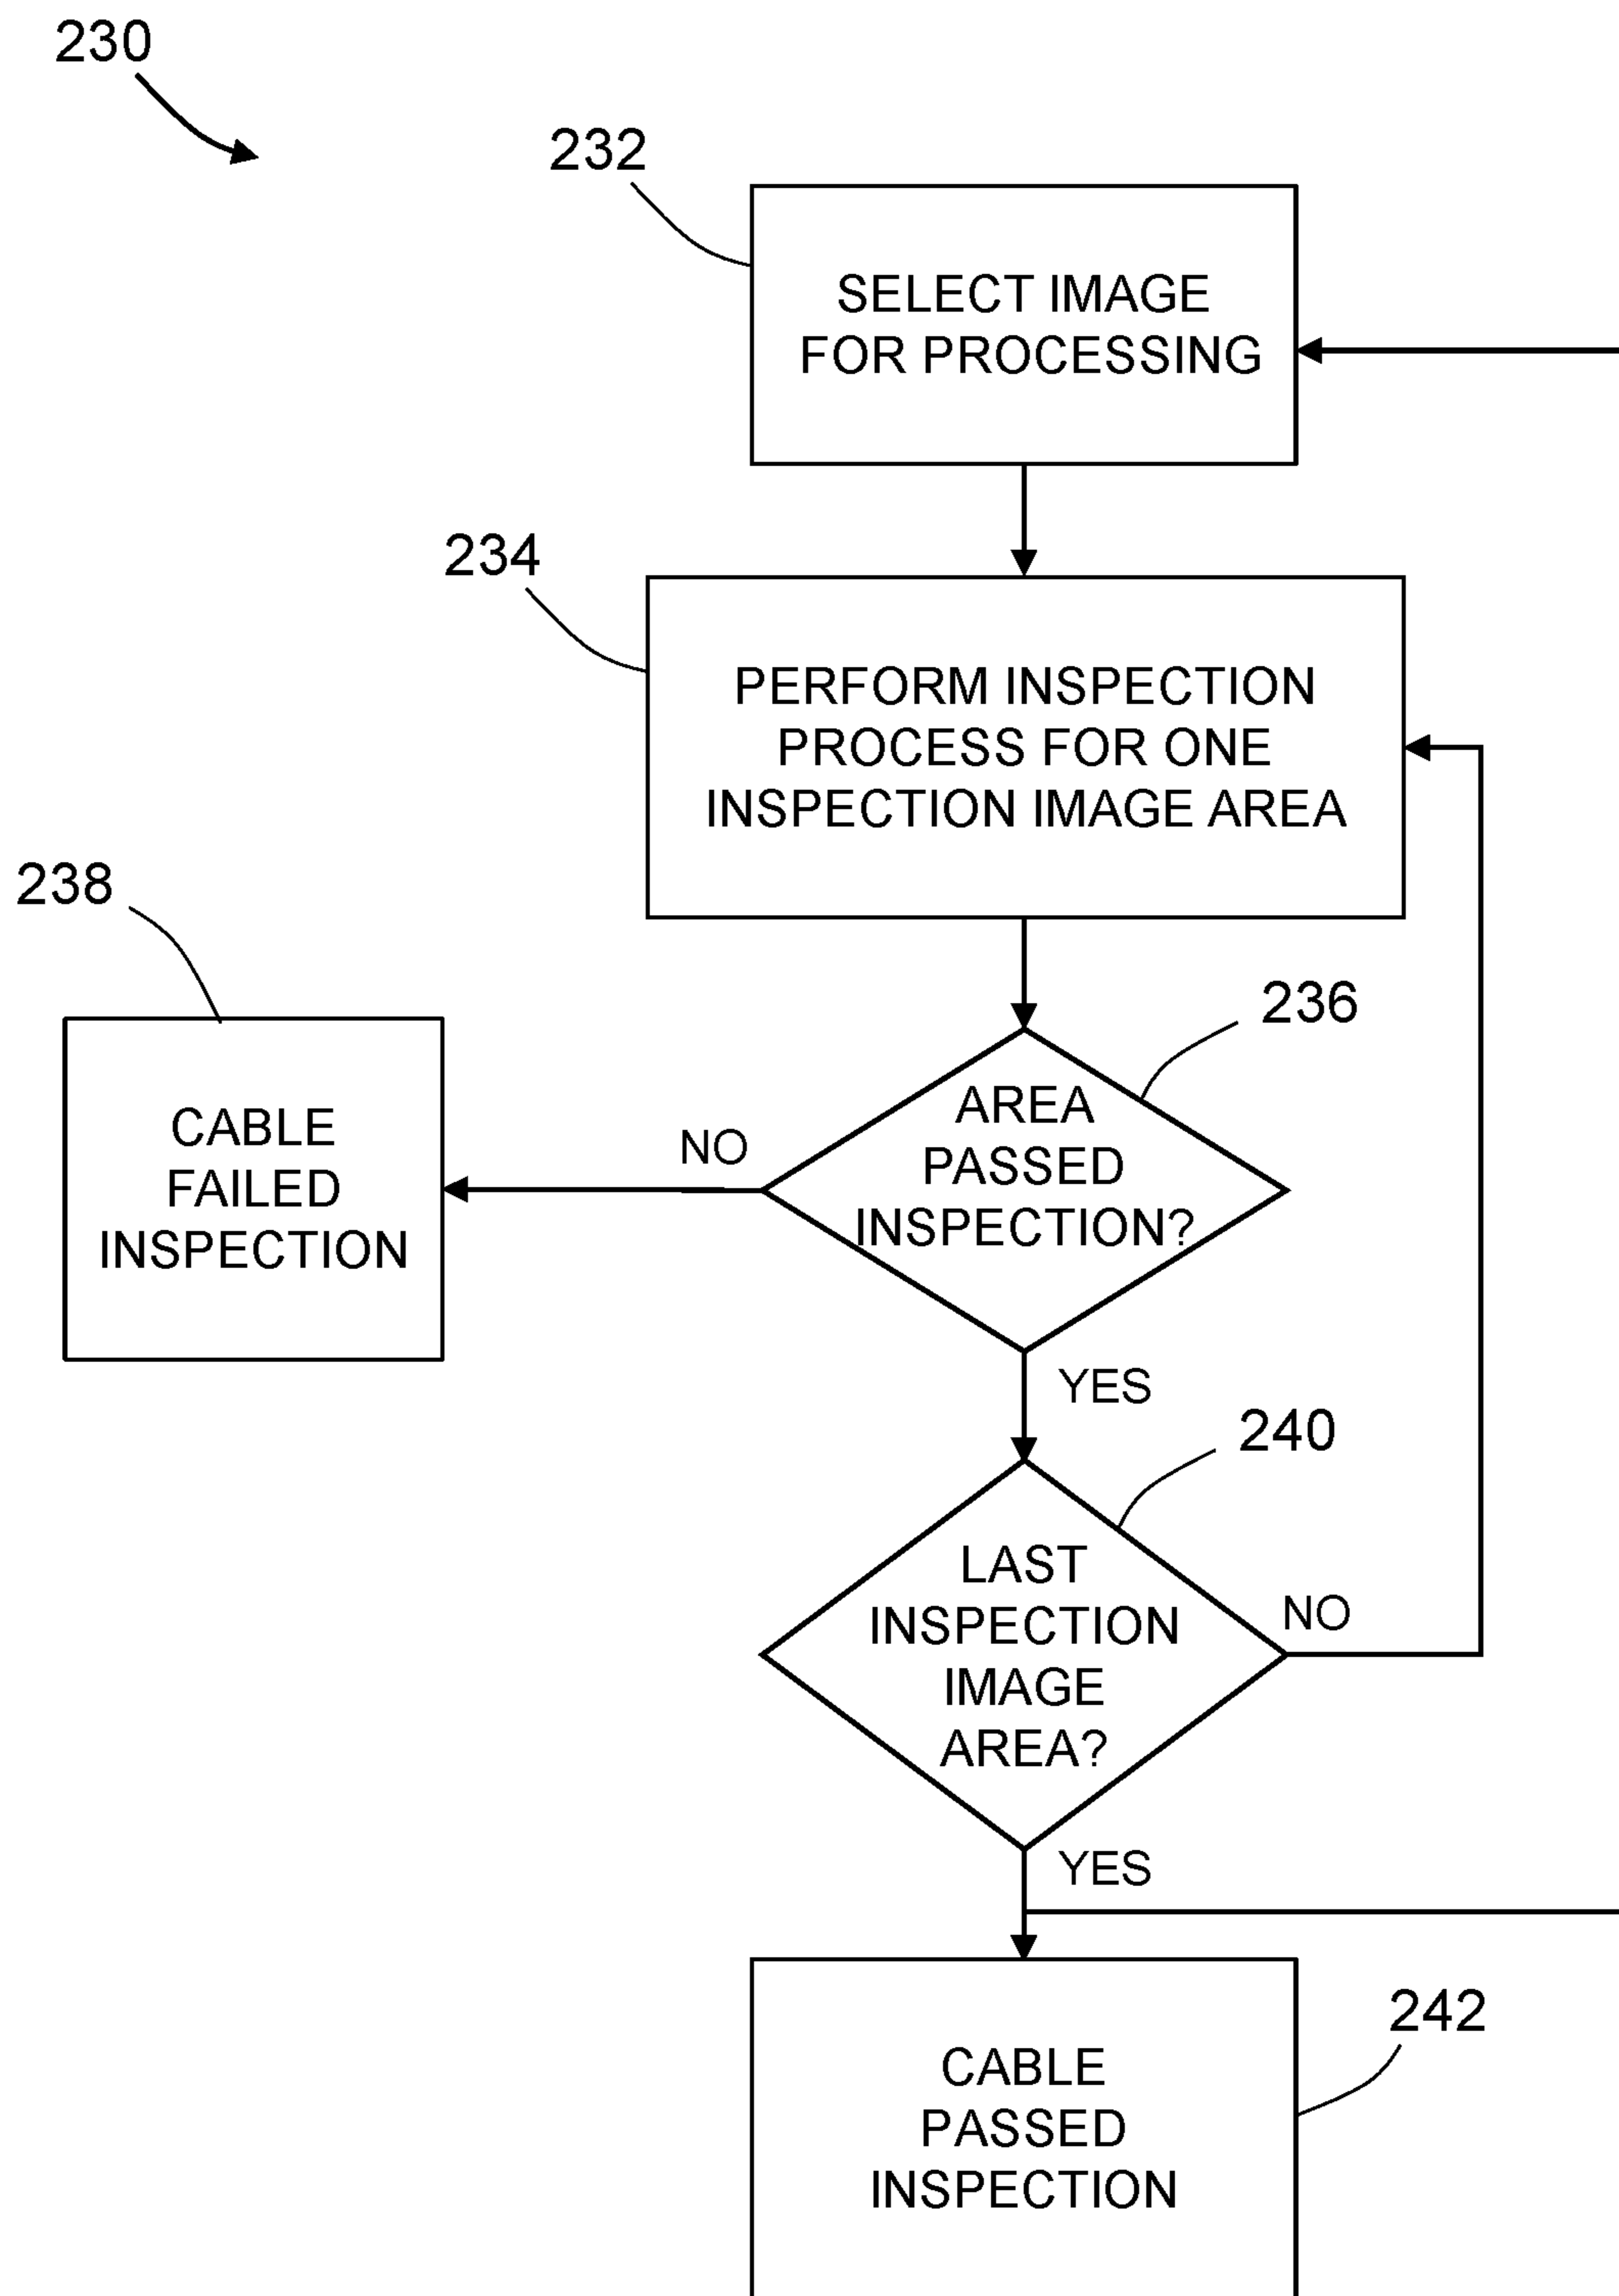 230
232
SELECT IMAGE
FOR PROCESSING
234
PERFORM INSPECTION
PROCESS FOR ONE
INSPECTION IMAGE AREA
238
CABLE
FAILED
INSPECTION
NO
236
AREA
PASSED
INSPECTION?
YES
240
LAST
INSPECTION
IMAGE
AREA?
NO
YES
242
CABLE
PASSED
INSPECTION